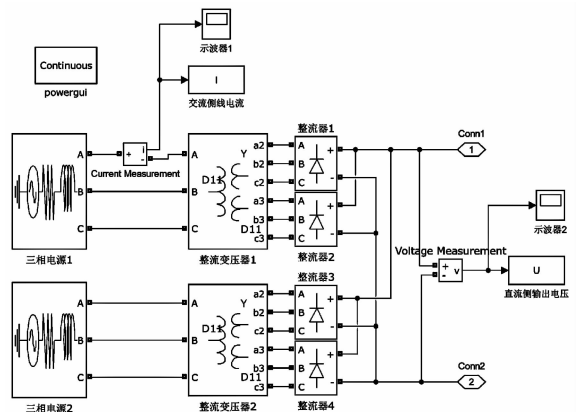 示波器1
Continuous
powergui
I
交流侧线电流
整流器1
Conn1
1
A
+
-
i
Current Measurement
A
Y
a2
A
+
B
B
D11
b2
B
C
C
c2
C
-
a3
A
+
b3
B
D11
c3
C
-
三相电源1
整流变压器1
整流器2
示波器2
Voltage Measurement
+
-
v
U
直流侧输出电压
整流器3
A
A
Y
a2
A
+
B
B
D11
b2
B
C
C
c2
C
-
a3
A
+
b3
B
D11
c3
C
-
Conn2
2
三相电源2
整流变压器2
整流器4